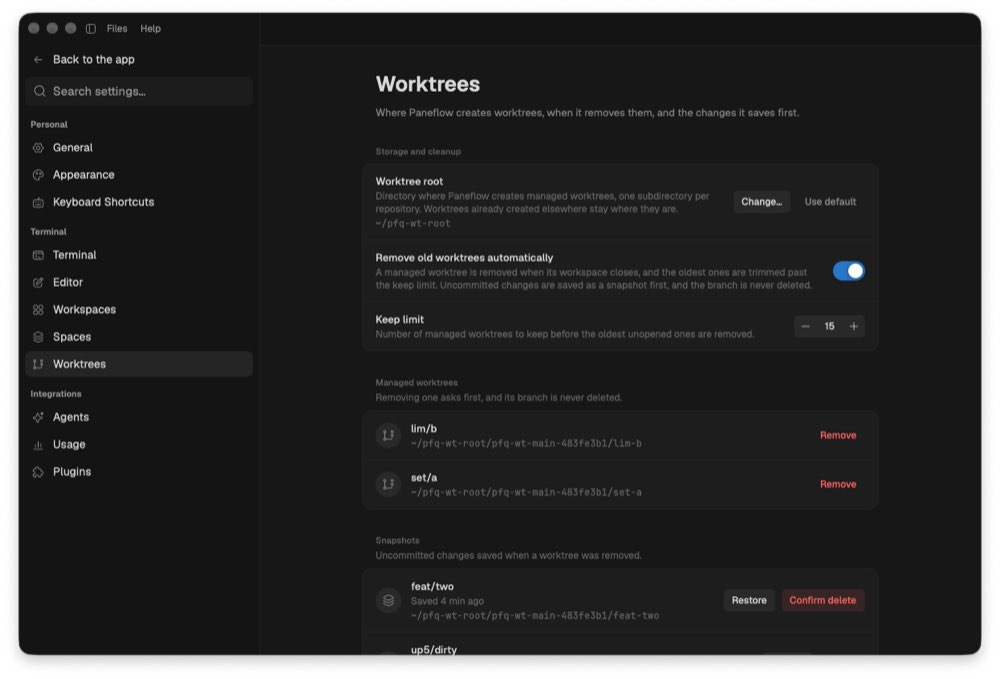 Files Help
Back to the app
Search settings...
Personal
General
Appearance
Keyboard Shortcuts
Terminal
Terminal
Editor
Workspaces
Spaces
Worktrees
Integrations
Agents
Usage
Plugins
Worktrees
Where Paneflow creates worktrees, when it removes them, and the changes it saves first.
Storage and cleanup
Worktree root
Directory where Paneflow creates managed worktrees, one subdirectory per
repository. Worktrees already created elsewhere stay where they are.
~/pfq-wt-root
Change... Use default
Remove old worktrees automatically
A managed worktree is removed when its workspace closes, and the oldest ones are trimmed past
the keep limit. Uncommitted changes are saved as a snapshot first, and the branch is never deleted.
Keep limit
Number of managed worktrees to keep before the oldest unopened ones are removed.
− 15 +
Managed worktrees
Removing one asks first, and its branch is never deleted.
lim/b
~/pfq-wt-root/pfq-wt-main-483fe3b1/lim-b
Remove
set/a
~/pfq-wt-root/pfq-wt-main-483fe3b1/set-a
Remove
Snapshots
Uncommitted changes saved when a worktree was removed.
feat/two
Saved 4 min ago
~/pfq-wt-root/pfq-wt-main-483fe3b1/feat-two
Restore Confirm delete
up5/dirty